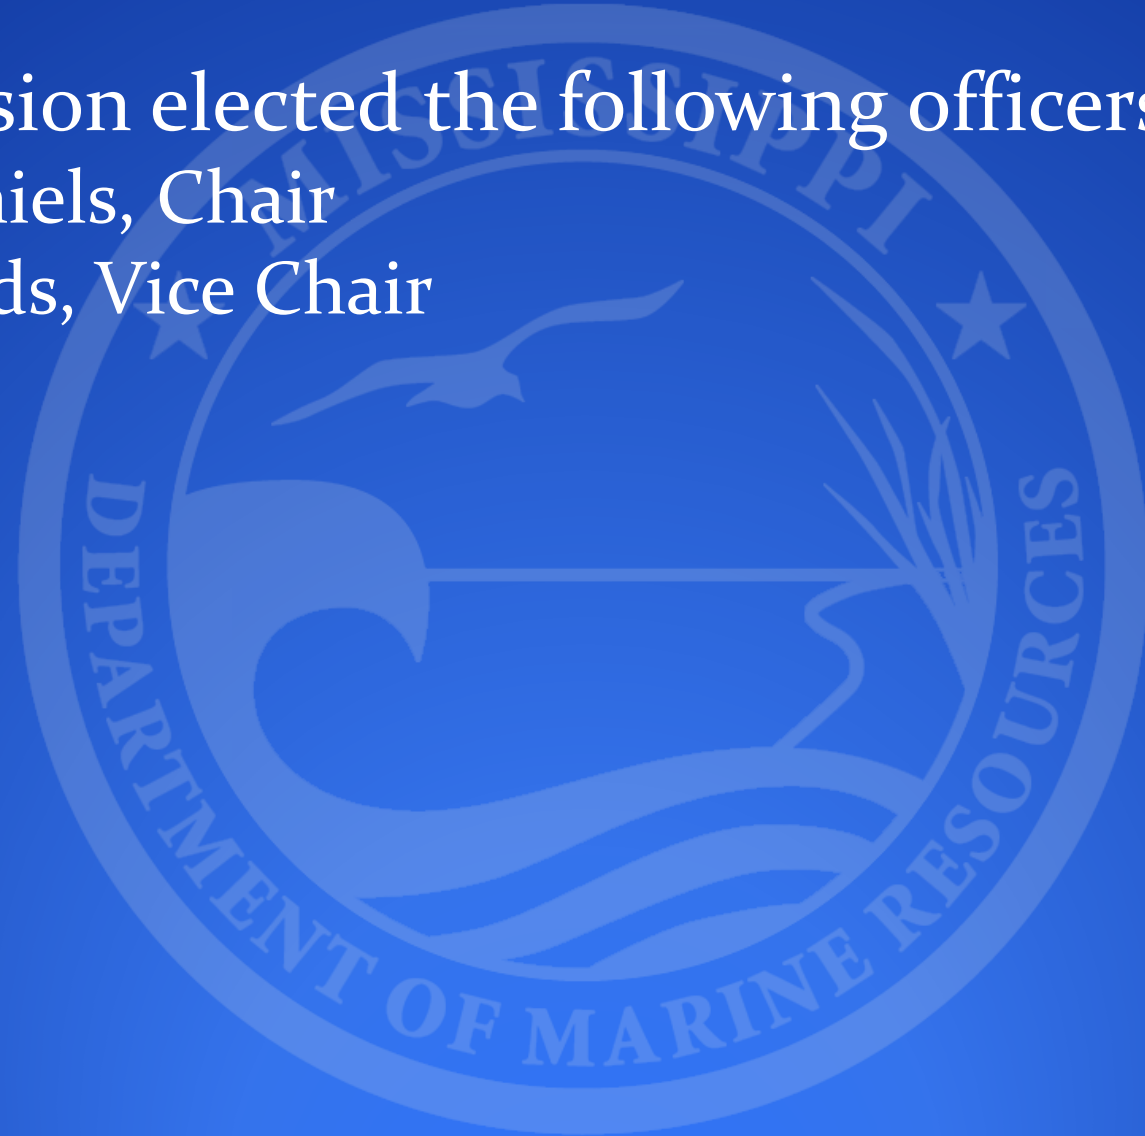 sion elected the following officers
niels, Chair
ds, Vice Chair
MISSISSIPPI
DEPARTMENT OF MARINE RESOURCES